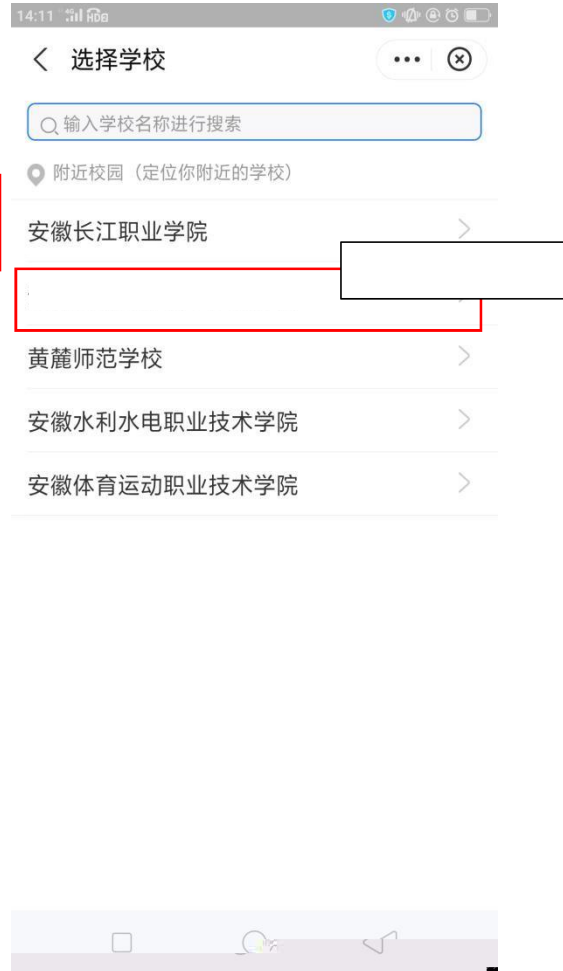 14:11
选择学校
输入学校名称进行搜索
附近校园（定位你附近的学校）
安徽长江职业学院
黄麓师范学校
安徽水利水电职业技术学院
安徽体育运动职业技术学院